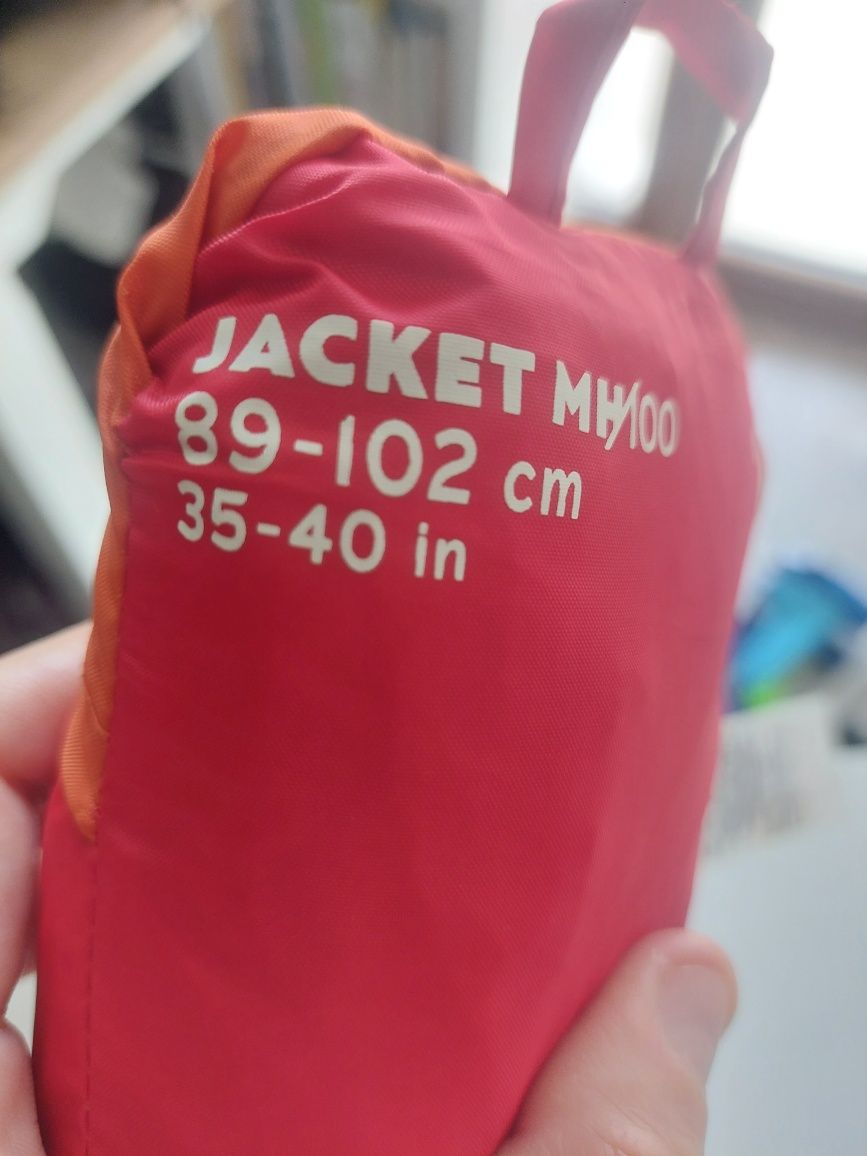 JACKET MH100
89-102 cm
35-40 in